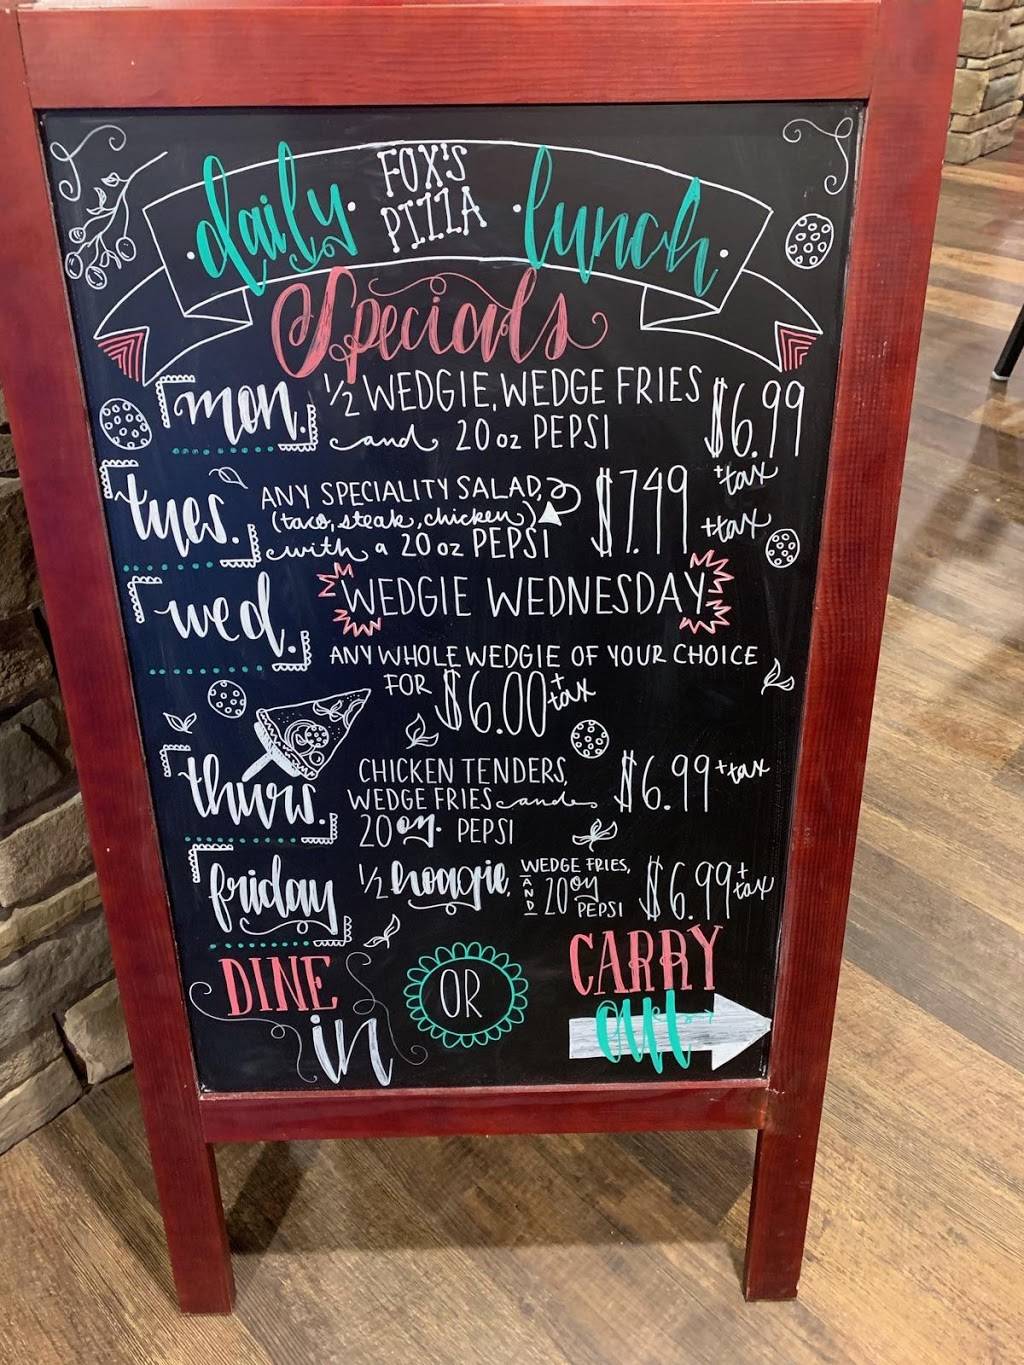 daily · FOX'S PIZZA · lunch
Specials
mon. 1/2 WEDGIE, WEDGE FRIES
and 20 oz PEPSI $6.99
+tax
tues. ANY SPECIALITY SALAD,
(taco, steak, chicken)
with a 20 oz PEPSI $7.49 +tax
wed. WEDGIE WEDNESDAY
ANY WHOLE WEDGIE OF YOUR CHOICE
FOR $6.00 +tax
thurs. CHICKEN TENDERS,
WEDGE FRIES and
20 oz. PEPSI $6.99 +tax
friday 1/2 hoagie, WEDGE FRIES,
AND 20 oz
PEPSI $6.99 +tax
DINE in OR CARRY out